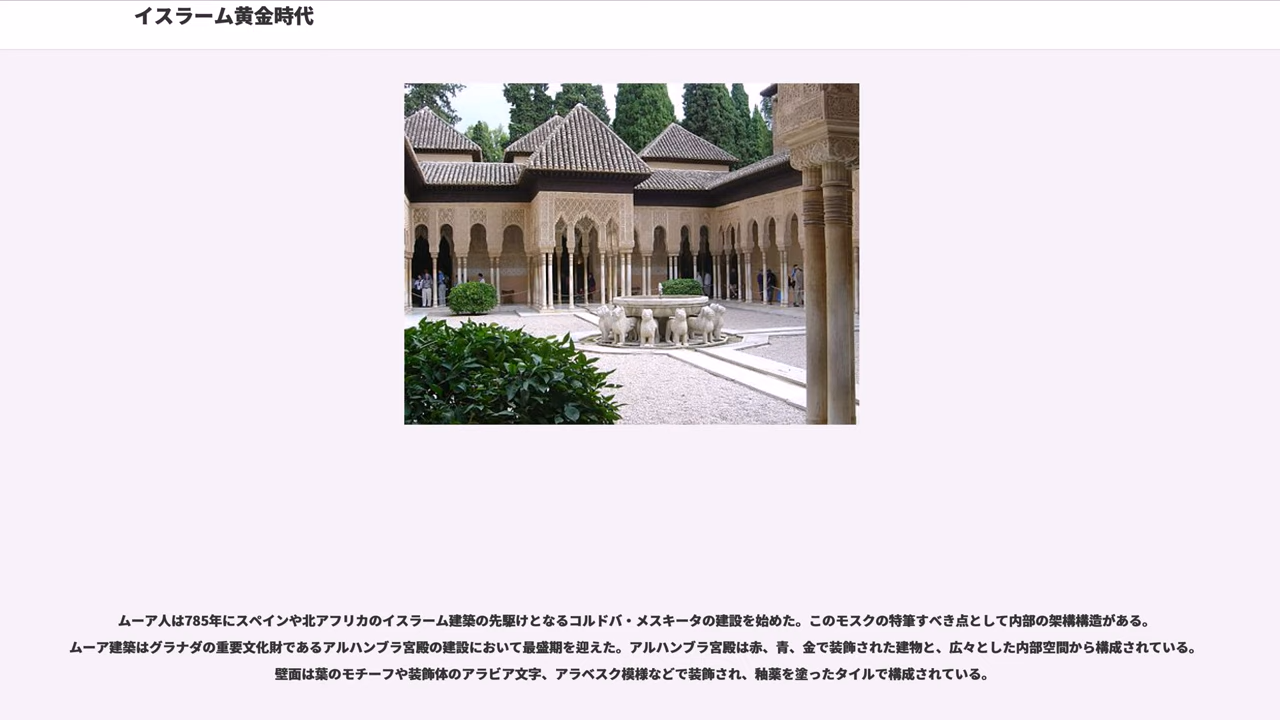 イスラーム黄金時代
ムーア人は785年にスペインや北アフリカのイスラーム建築の先駆けとなるコルドバ・メスキータの建設を始めた。このモスクの特筆すべき点として内部の架構構造がある。
ムーア建築はグラナダの重要文化財であるアルハンブラ宮殿の建設において最盛期を迎えた。アルハンブラ宮殿は赤、青、金で装飾された建物と、広々とした内部空間から構成されている。
壁面は葉のモチーフや装飾体のアラビア文字、アラベスク模様などで装飾され、釉薬を塗ったタイルで構成されている。